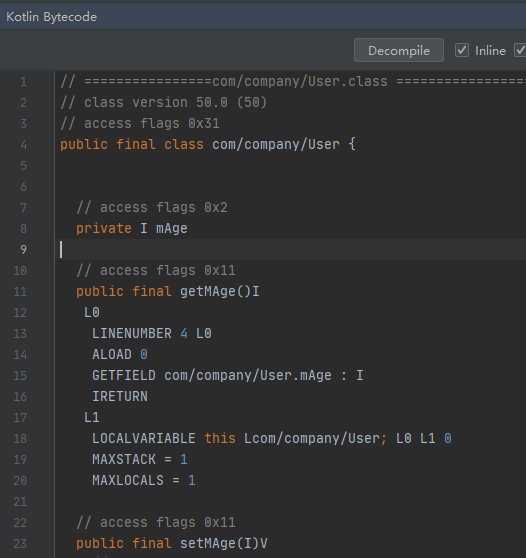 Kotlin Bytecode
Decompile Inline
1 // ================com/company/User.class ================
2 // class version 50.0 (50)
3 // access flags 0x31
4 public final class com/company/User {
5
6
7 // access flags 0x2
8 private I mAge
9
10 // access flags 0x11
11 public final getMAge()I
12 L0
13 LINENUMBER 4 L0
14 ALOAD 0
15 GETFIELD com/company/User.mAge : I
16 IRETURN
17 L1
18 LOCALVARIABLE this Lcom/company/User; L0 L1 0
19 MAXSTACK = 1
20 MAXLOCALS = 1
21
22 // access flags 0x11
23 public final setMAge(I)V